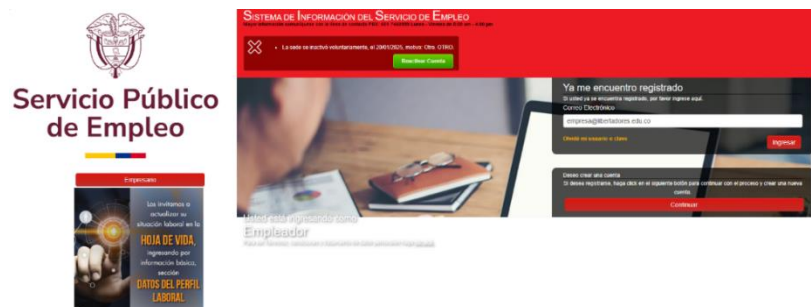 Servicio Público
de Empleo
Empresario
Los invitamos a
actualizar su
situación laboral en la
HOJA DE VIDA,
ingresando por
información básica,
sección
DATOS DEL PERFIL
LABORAL
SISTEMA DE INFORMACIÓN DEL SERVICIO DE EMPLEO
La sede se inactivó voluntariamente, el 20/01/2025, motivo: Otro. OTRO.
Reactivar Cuenta
Ya me encuentro registrado
Si usted ya se encuentra registrado, por favor ingrese aquí.
Correo Electrónico
empresa@libertadores.edu.co
Olvidé mi usuario o clave
Ingresar
Deseo crear una cuenta
Si desea registrarse, haga click en el siguiente botón para continuar con el proceso y crear una nueva
cuenta.
Continuar
Usted está ingresando como
Empleador